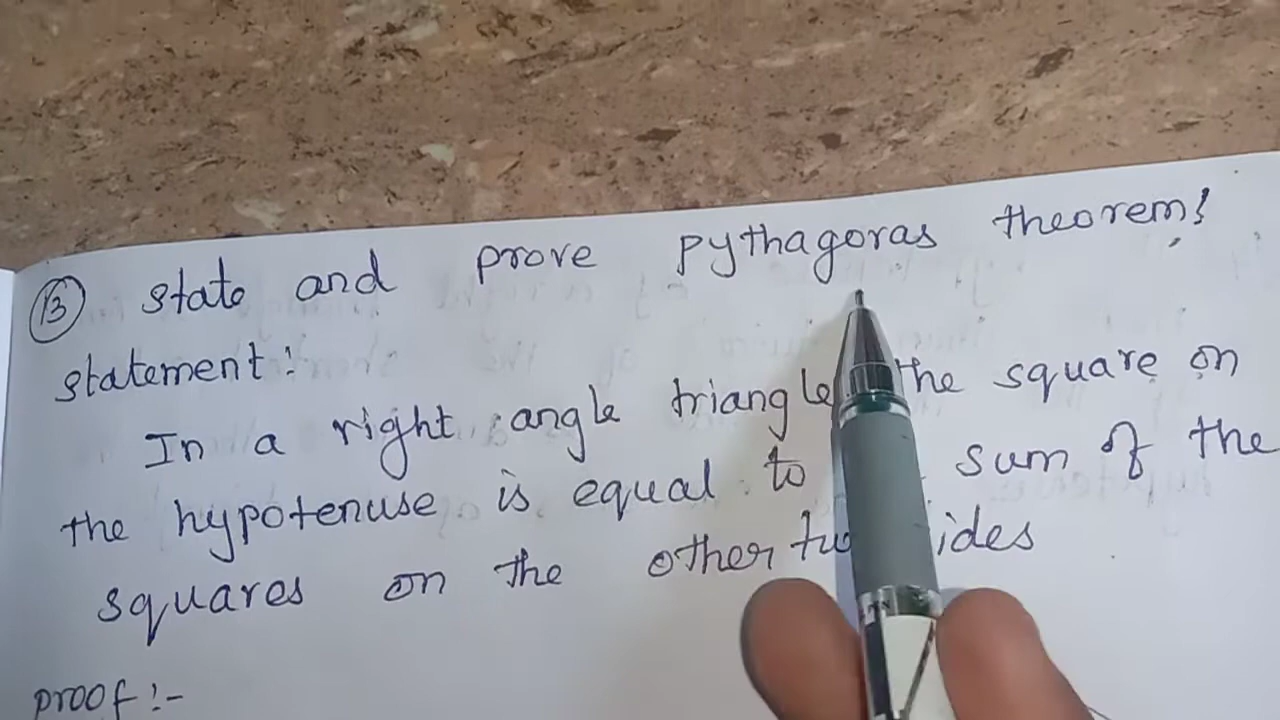 13 state and prove pythagoras theorem!
statement:
In a right angle triangle the square on
the hypotenuse is equal to sum of the
squares on the other
proof:-